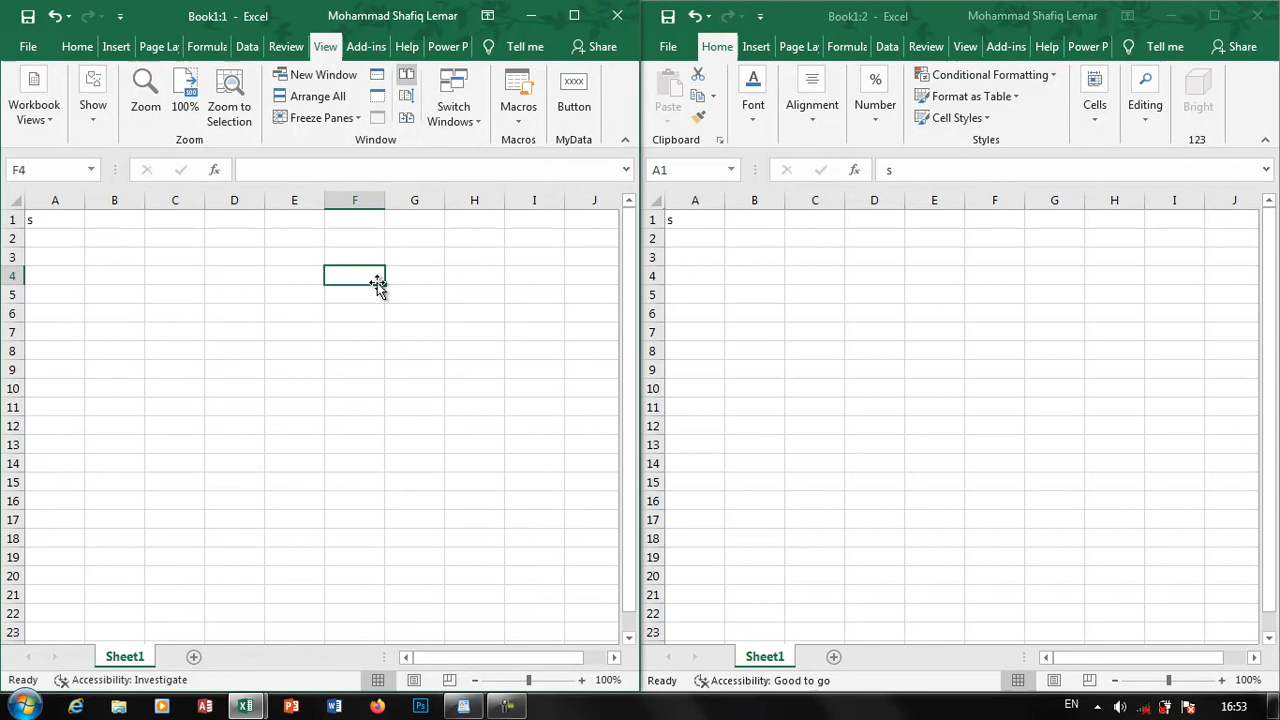 Book1:1 - Excel
Mohammad Shafiq Lemar
File Home Insert Page La Formula Data Review View Add-ins Help Power P Tell me Share
Workbook Views
Show
Zoom
100%
Zoom to Selection
New Window
Arrange All
Freeze Panes
Switch Windows
Macros
Button
Zoom Window Macros MyData
F4 fx
A B C D E F G H I J
1 s
2
3
4
5
6
7
8
9
10
11
12
13
14
15
16
17
18
19
20
21
22
23
Sheet1
Ready Accessibility: Investigate 100%
Book1:2 - Excel
Mohammad Shafiq Lemar
File Home Insert Page La Formula Data Review View Add-ins Help Power P Tell me Share
Paste
Font
Alignment
%
Number
Conditional Formatting
Format as Table
Cell Styles
Cells
Editing
Bright
Clipboard Styles 123
A1 fx s
A B C D E F G H I J
1 s
2
3
4
5
6
7
8
9
10
11
12
13
14
15
16
17
18
19
20
21
22
23
Sheet1
Ready Accessibility: Good to go 100%
EN 16:53